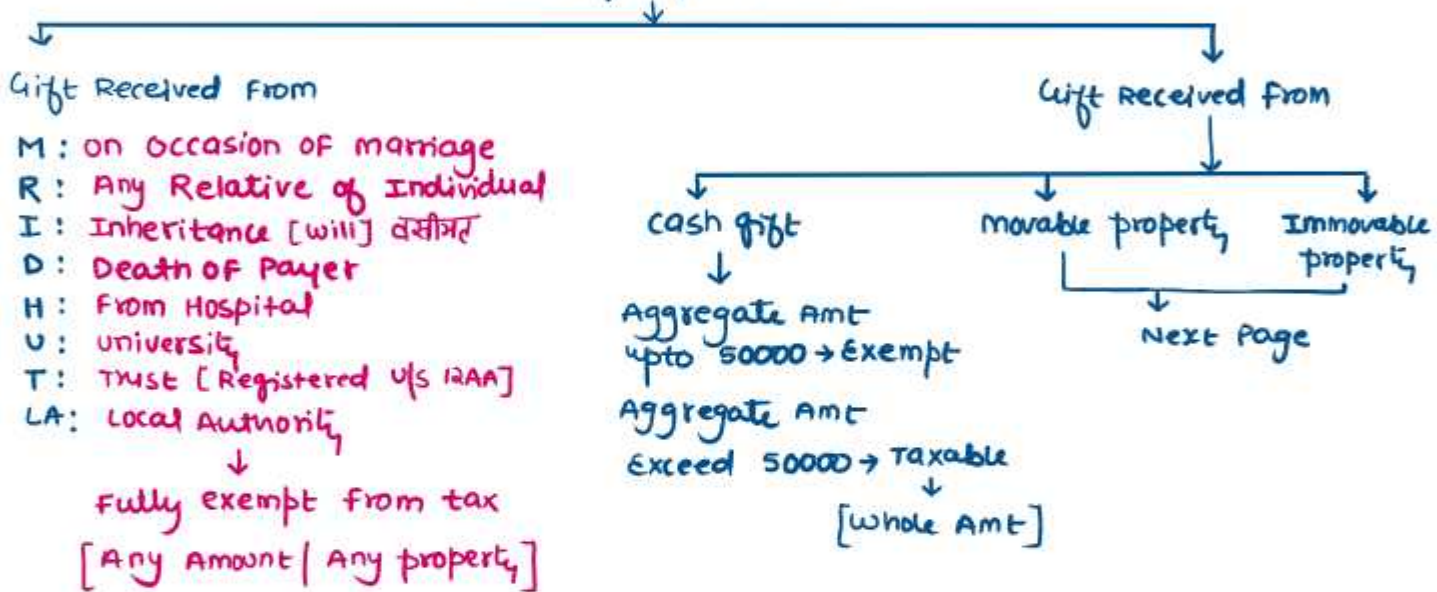 Gift Received From
M: on occasion of marriage
R: Any Relative of Individual
I: Inheritance [will] वसीयत
D: Death of Payer
H: From Hospital
U: university
T: Trust [Registered U/S 12AA]
LA: Local Authority
Fully exempt from tax
[Any Amount | Any property]
Gift Received from
cash gift
Aggregate Amt
upto 50000 → Exempt
Aggregate Amt
Exceed 50000 → Taxable
[whole Amt]
movable property
Immovable
property
Next Page